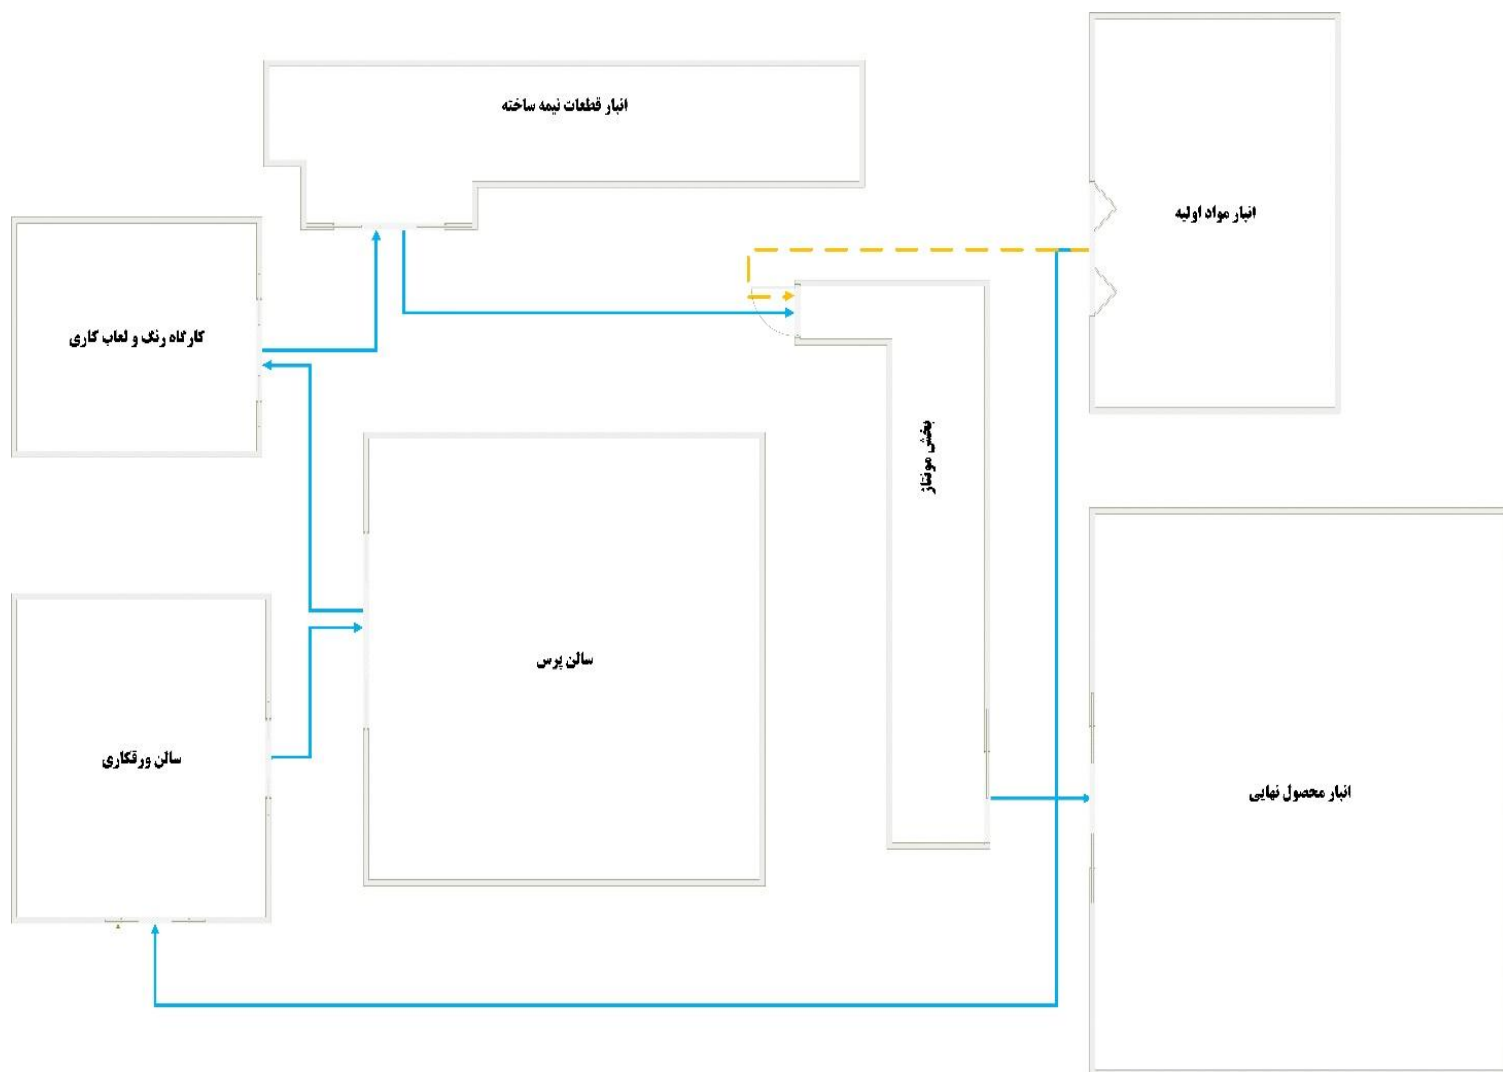 انبار قطعات نیمه ساخته
انبار مواد اولیه
کارگاه رنگ و لعاب کاری
بخش مونتاژ
سالن پرس
سالن ورقکاری
انبار محصول نهایی